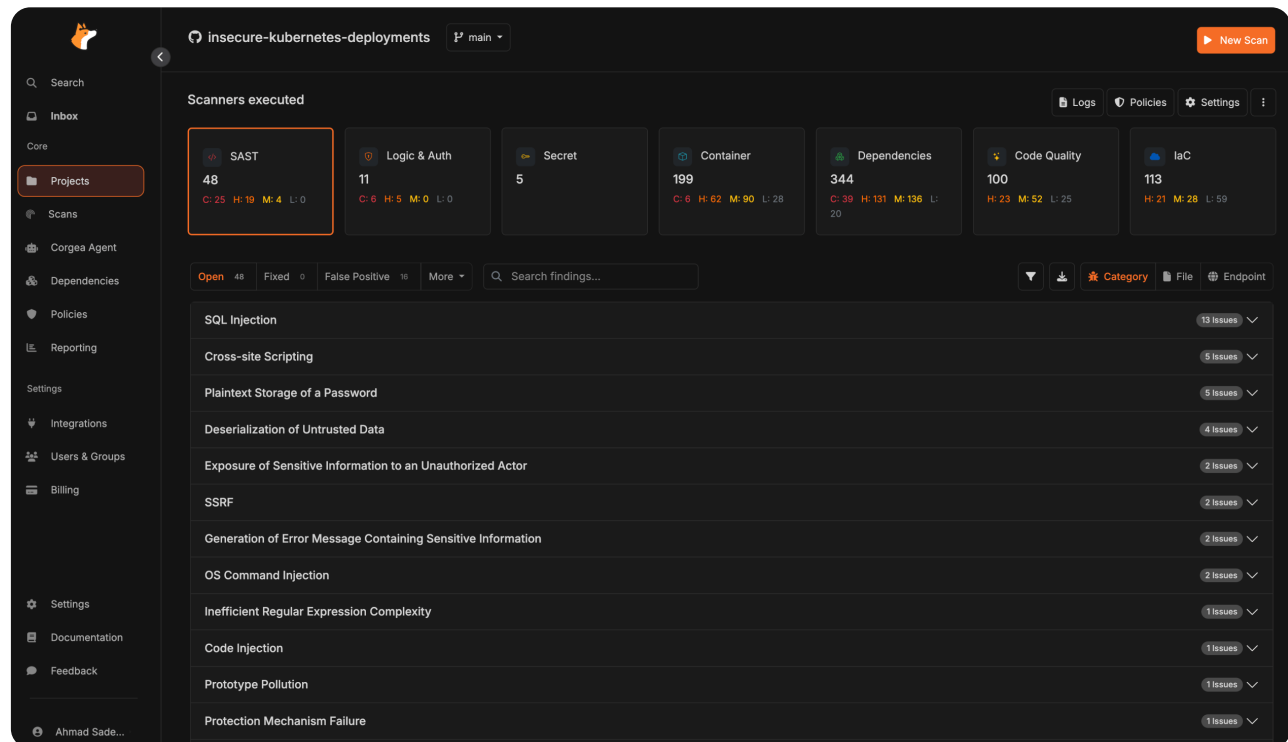 insecure-kubernetes-deployments
main
New Scan
Search
Inbox
Core
Projects
Scans
Corgea Agent
Dependencies
Policies
Reporting
Settings
Integrations
Users & Groups
Billing
Settings
Documentation
Feedback
Ahmad Sade...
Scanners executed
Logs
Policies
Settings
SAST
48
C: 25 H: 19 M: 4 L: 0
Logic & Auth
11
C: 6 H: 5 M: 0 L: 0
Secret
5
Container
199
C: 6 H: 62 M: 90 L: 28
Dependencies
344
C: 39 H: 131 M: 136 L:
20
Code Quality
100
H: 23 M: 52 L: 25
IaC
113
H: 21 M: 28 L: 59
Open 48
Fixed 0
False Positive 16
More
Search findings...
Category
File
Endpoint
SQL Injection 13 Issues
Cross-site Scripting 5 Issues
Plaintext Storage of a Password 5 Issues
Deserialization of Untrusted Data 4 Issues
Exposure of Sensitive Information to an Unauthorized Actor 2 Issues
SSRF 2 Issues
Generation of Error Message Containing Sensitive Information 2 Issues
OS Command Injection 2 Issues
Inefficient Regular Expression Complexity 1 Issues
Code Injection 1 Issues
Prototype Pollution 1 Issues
Protection Mechanism Failure 1 Issues